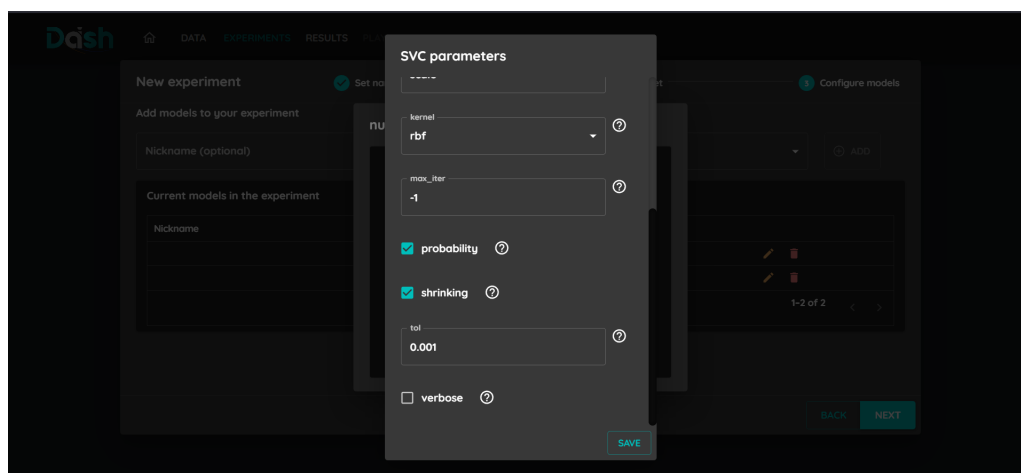 Dash
DATA EXPERIMENTS RESULTS
SVC parameters
New experiment
Set na
3 Configure models
Add models to your experiment
nu
kernel
rbf
Nickname (optional)
ADD
max_iter
-1
Current models in the experiment
Nickname
probability
shrinking
1-2 of 2
tol
0.001
verbose
BACK NEXT
SAVE